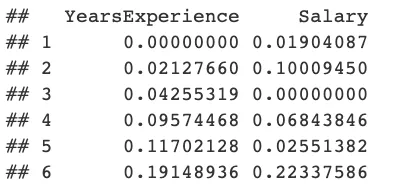 ##   YearsExperience     Salary
## 1      0.00000000 0.01904087
## 2      0.02127660 0.10009450
## 3      0.04255319 0.00000000
## 4      0.09574468 0.06843846
## 5      0.11702128 0.02551382
## 6      0.19148936 0.22337586